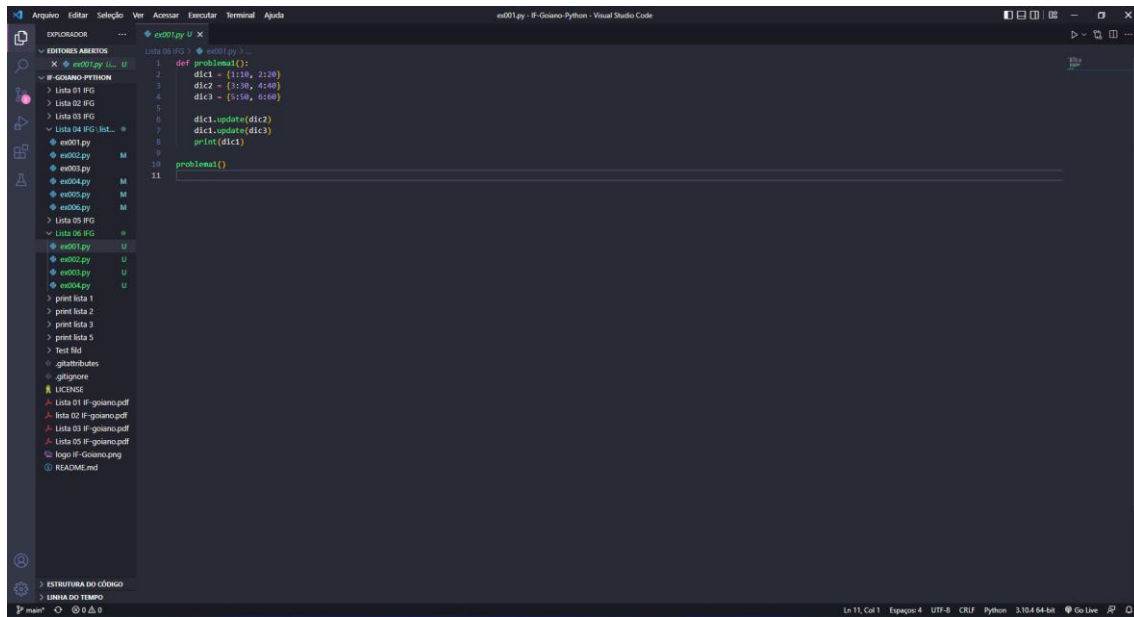 Arquivo Editar Seleção Ver Acessar Executar Terminal Ajuda
ex001.py - IF-Goiano-Python - Visual Studio Code
EXPLORADOR
EDITORES ABERTOS
ex001.py Li... U
IF-GOIANO-PYTHON
Lista 01 IFG
Lista 02 IFG
Lista 03 IFG
Lista 04 IFG\list...
ex001.py
ex002.py M
ex003.py
ex004.py M
ex005.py M
ex006.py M
Lista 05 IFG
Lista 06 IFG
ex001.py U
ex002.py U
ex003.py U
ex004.py U
print lista 1
print lista 2
print lista 3
print lista 5
Test fild
.gitattributes
.gitignore
LICENSE
Lista 01 IF-goiano.pdf
lista 02 IF-goiano.pdf
Lista 03 IF-goiano.pdf
Lista 05 IF-goiano.pdf
logo IF-Goiano.png
README.md
ESTRUTURA DO CÓDIGO
LINHA DO TEMPO
ex001.py U
Lista 06 IFG > ex001.py > ...
1 def problema1():
2 dic1 = {1:10, 2:20}
3 dic2 = {3:30, 4:40}
4 dic3 = {5:50, 6:60}
5
6 dic1.update(dic2)
7 dic1.update(dic3)
8 print(dic1)
9
10 problema1()
11
main* 0 0
Ln 11, Col 1 Espaços: 4 UTF-8 CRLF Python 3.10.4 64-bit Go Live